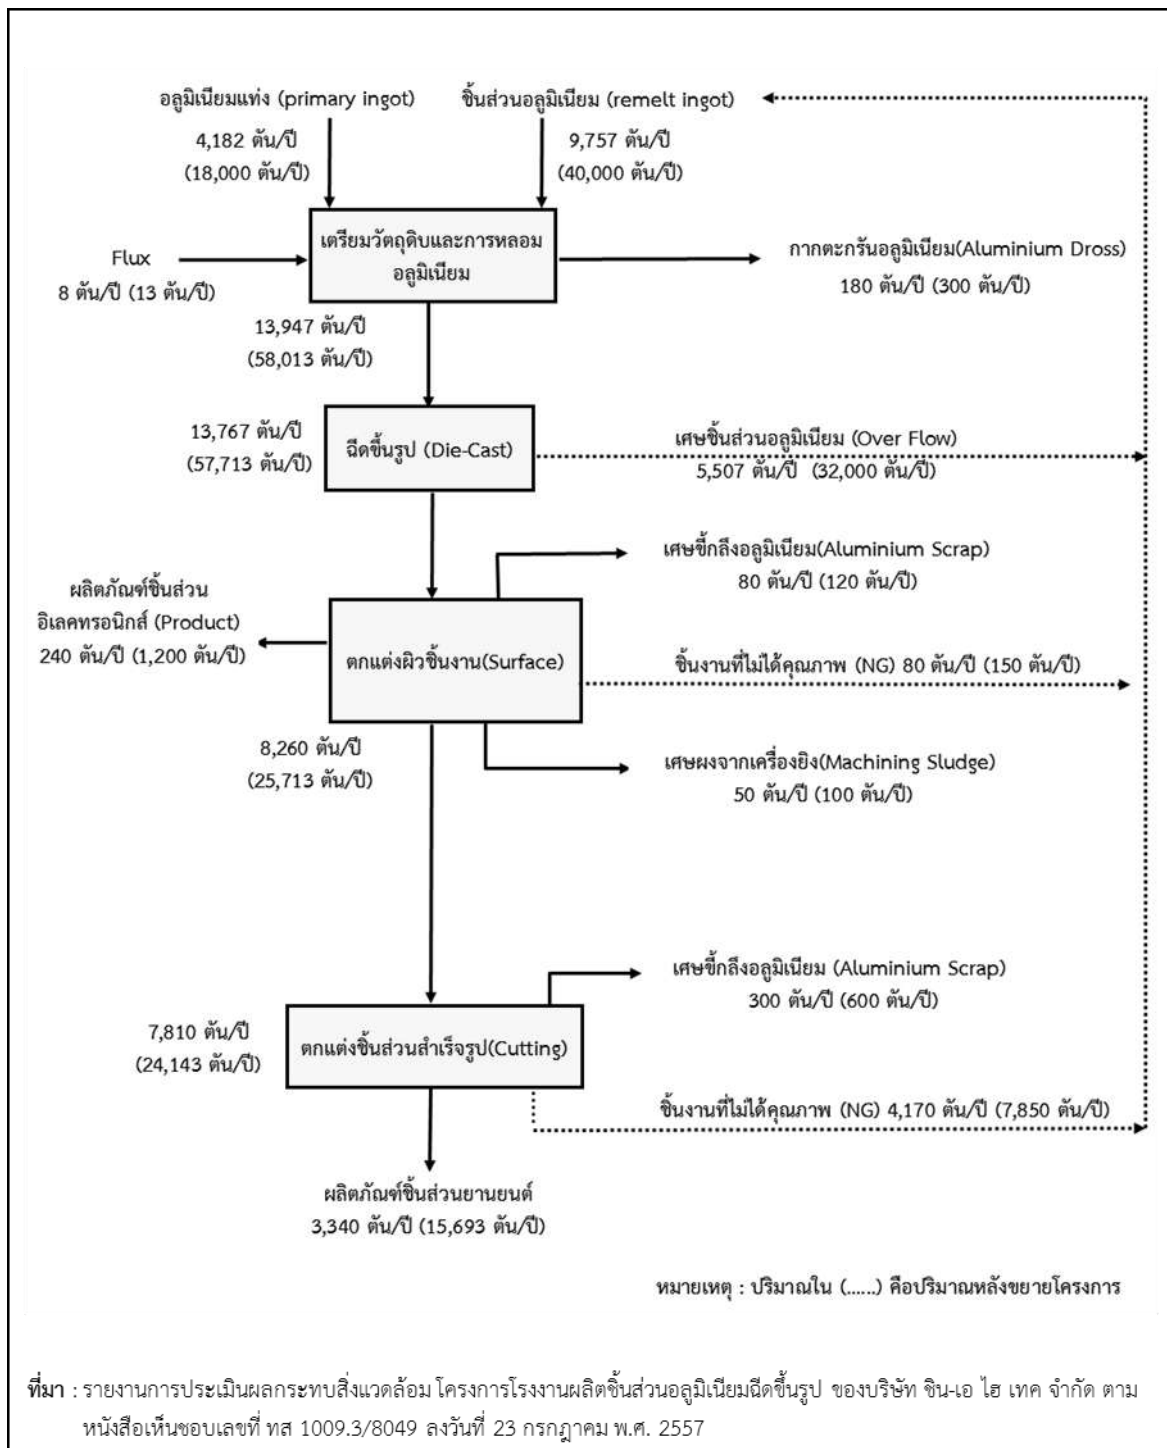 อลูมิเนียมแท่ง (primary ingot)
4,182 ตัน/ปี
(18,000 ตัน/ปี)
ชิ้นส่วนอลูมิเนียม (remelt ingot)
9,757 ตัน/ปี
(40,000 ตัน/ปี)
Flux
8 ตัน/ปี (13 ตัน/ปี)
เตรียมวัตถุดิบและการหลอม
อลูมิเนียม
กากตะกรันอลูมิเนียม(Aluminium Dross)
180 ตัน/ปี (300 ตัน/ปี)
13,947 ตัน/ปี
(58,013 ตัน/ปี)
13,767 ตัน/ปี
(57,713 ตัน/ปี)
ฉีดขึ้นรูป (Die-Cast)
เศษชิ้นส่วนอลูมิเนียม (Over Flow)
5,507 ตัน/ปี (32,000 ตัน/ปี)
เศษขี้กลึงอลูมิเนียม(Aluminium Scrap)
80 ตัน/ปี (120 ตัน/ปี)
ผลิตภัณฑ์ชิ้นส่วน
อิเลคทรอนิกส์ (Product)
240 ตัน/ปี (1,200 ตัน/ปี)
ตกแต่งผิวชิ้นงาน(Surface)
ชิ้นงานที่ไม่ได้คุณภาพ (NG) 80 ตัน/ปี (150 ตัน/ปี)
8,260 ตัน/ปี
(25,713 ตัน/ปี)
เศษผงจากเครื่องยิง(Machining Sludge)
50 ตัน/ปี (100 ตัน/ปี)
เศษขี้กลึงอลูมิเนียม (Aluminium Scrap)
300 ตัน/ปี (600 ตัน/ปี)
7,810 ตัน/ปี
(24,143 ตัน/ปี)
ตกแต่งชิ้นส่วนสำเร็จรูป(Cutting)
ชิ้นงานที่ไม่ได้คุณภาพ (NG) 4,170 ตัน/ปี (7,850 ตัน/ปี)
ผลิตภัณฑ์ชิ้นส่วนยานยนต์
3,340 ตัน/ปี (15,693 ตัน/ปี)
หมายเหตุ : ปริมาณใน (......) คือปริมาณหลังขยายโครงการ
ที่มา : รายงานการประเมินผลกระทบสิ่งแวดล้อม โครงการโรงงานผลิตชิ้นส่วนอลูมิเนียมฉีดขึ้นรูป ของบริษัท ชิน-เอ ไฮ เทค จำกัด ตาม
หนังสือเห็นชอบเลขที่ ทส 1009.3/8049 ลงวันที่ 23 กรกฎาคม พ.ศ. 2557